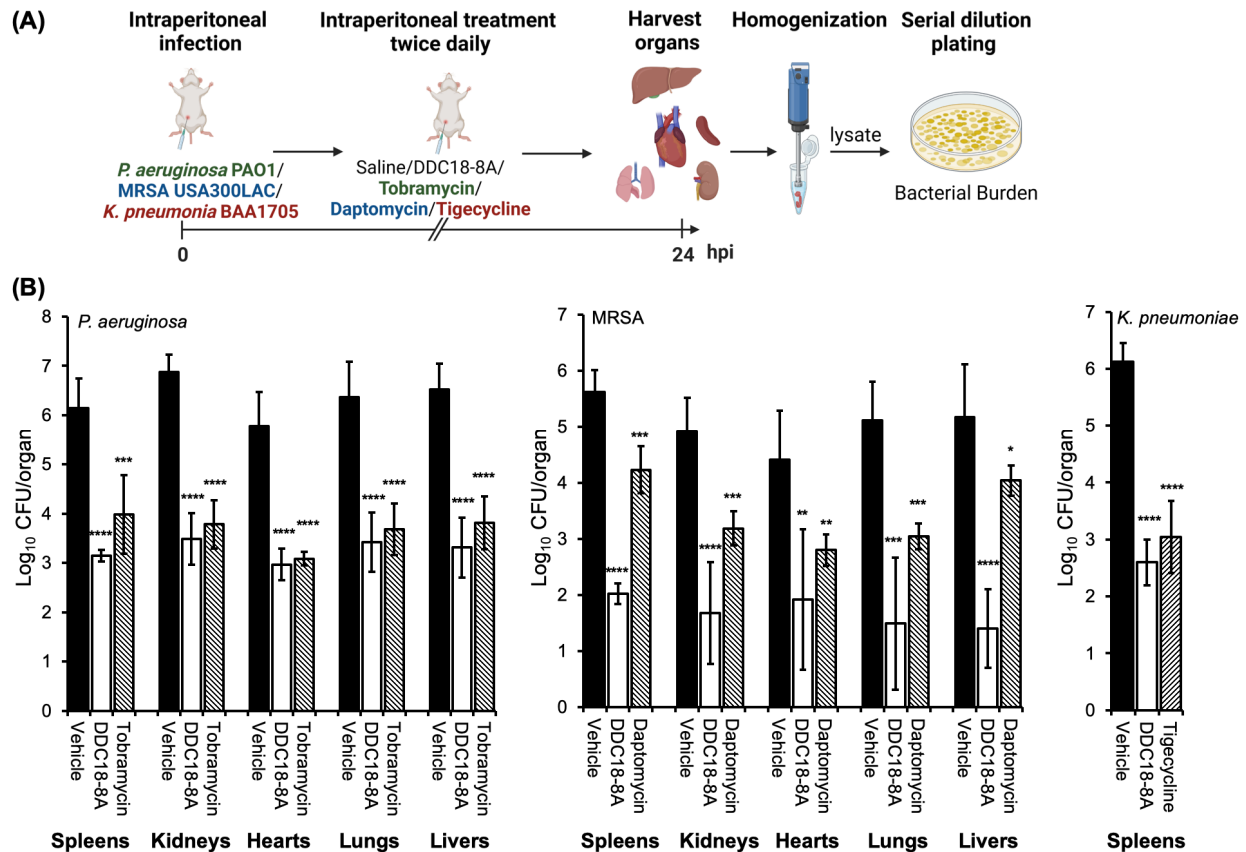 (A)
Intraperitoneal
infection
Intraperitoneal treatment
twice daily
Harvest
organs
Homogenization
Serial dilution
plating
P. aeruginosa PAO1/
MRSA USA300LAC/
K. pneumonia BAA1705
Saline/DDC18-8A/
Tobramycin/
Daptomycin/Tigecycline
lysate
Bacterial Burden
0
24
hpi
(B)
P. aeruginosa
Log10 CFU/organ
8
7
6
5
4
3
2
1
0
*** 
****
****
****
****
****
****
****
****
****
Vehicle
DDC18-8A
Tobramycin
Vehicle
DDC18-8A
Tobramycin
Vehicle
DDC18-8A
Tobramycin
Vehicle
DDC18-8A
Tobramycin
Vehicle
DDC18-8A
Tobramycin
Spleens Kidneys Hearts Lungs Livers
MRSA
Log10 CFU/organ
7
6
5
4
3
2
1
0
****
***
****
***
**
**
***
***
****
*
Vehicle
DDC18-8A
Daptomycin
Vehicle
DDC18-8A
Daptomycin
Vehicle
DDC18-8A
Daptomycin
Vehicle
DDC18-8A
Daptomycin
Vehicle
DDC18-8A
Daptomycin
Spleens Kidneys Hearts Lungs Livers
K. pneumoniae
Log10 CFU/organ
7
6
5
4
3
2
1
0
****
****
Vehicle
DDC18-8A
Tigecycline
Spleens